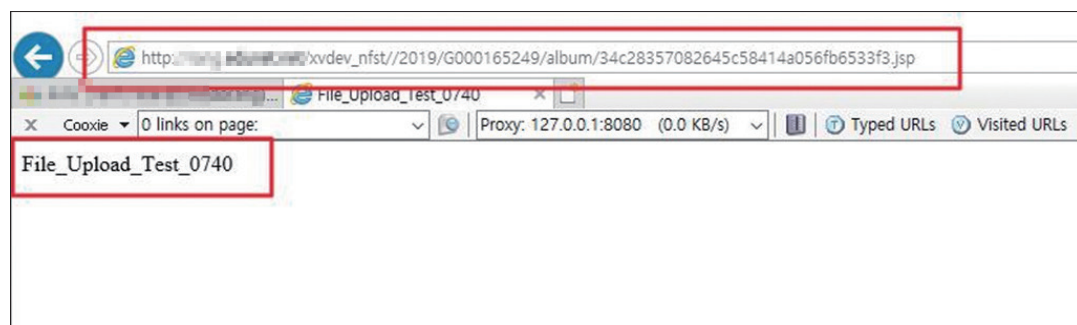 http:/xvdev_nfst//2019/G000165249/album/34c28357082645c58414a056fb6533f3.jsp
... File_Upload_Test_0740 ×
X Cooxie ▼ 0 links on page: Proxy: 127.0.0.1:8080 (0.0 KB/s) T Typed URLs V Visited URLs
File_Upload_Test_0740